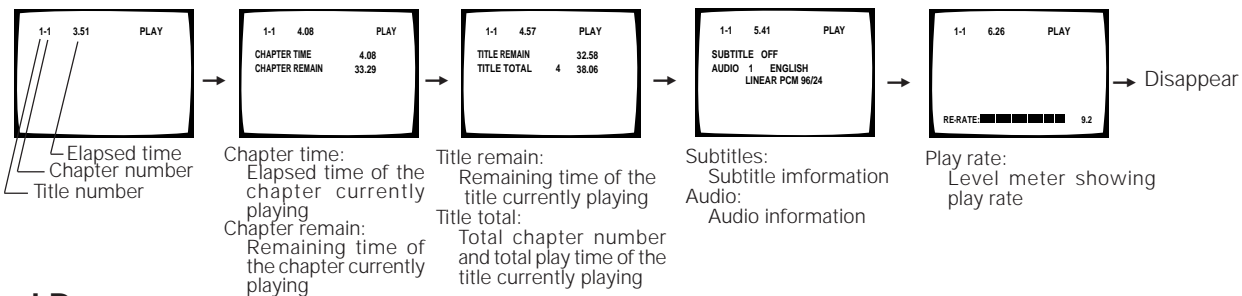 1-1 3.51 PLAY
Elapsed time
Chapter number
Title number
1-1 4.08 PLAY
CHAPTER TIME 4.08
CHAPTER REMAIN 33.29
Chapter time:
Elapsed time of the
chapter currently
playing
Chapter remain:
Remaining time of
the chapter currently
playing
1-1 4.57 PLAY
TITLE REMAIN 32.58
TITLE TOTAL 4 38.06
Title remain:
Remaining time of the
title currently playing
Title total:
Total chapter number
and total play time of the
title currently playing
1-1 5.41 PLAY
SUBTITLE OFF
AUDIO 1 ENGLISH
LINEAR PCM 96/24
Subtitles:
Subtitle imformation
Audio:
Audio information
1-1 6.26 PLAY
RE-RATE: 9.2
Play rate:
Level meter showing
play rate
Disappear